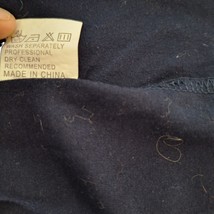 WASH SEPARATELY
PROFESSIONAL
DRY CLEAN
RECOMMENDED
MADE IN CHINA